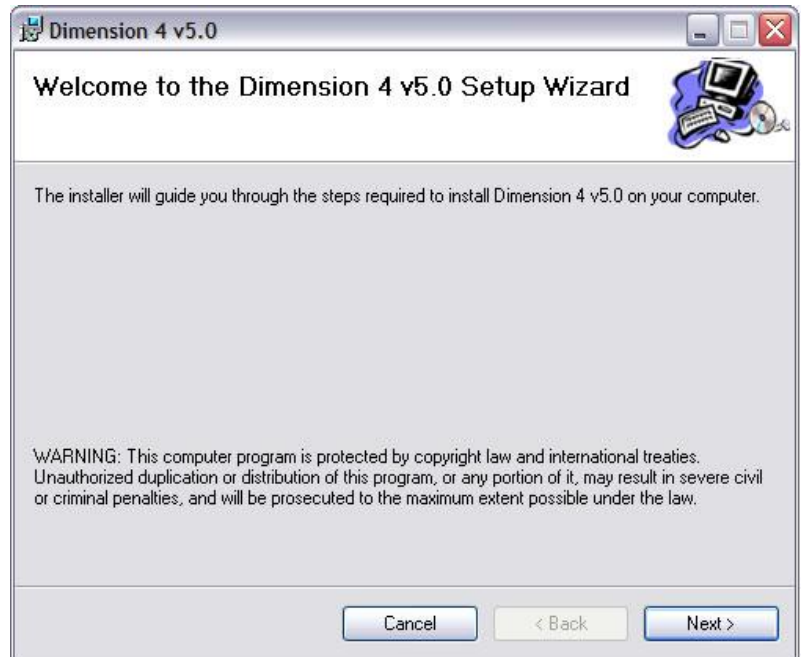 Dimension 4 v5.0
Welcome to the Dimension 4 v5.0 Setup Wizard
The installer will guide you through the steps required to install Dimension 4 v5.0 on your computer.
WARNING: This computer program is protected by copyright law and international treaties.
Unauthorized duplication or distribution of this program, or any portion of it, may result in severe civil
or criminal penalties, and will be prosecuted to the maximum extent possible under the law.
Cancel
< Back
Next >